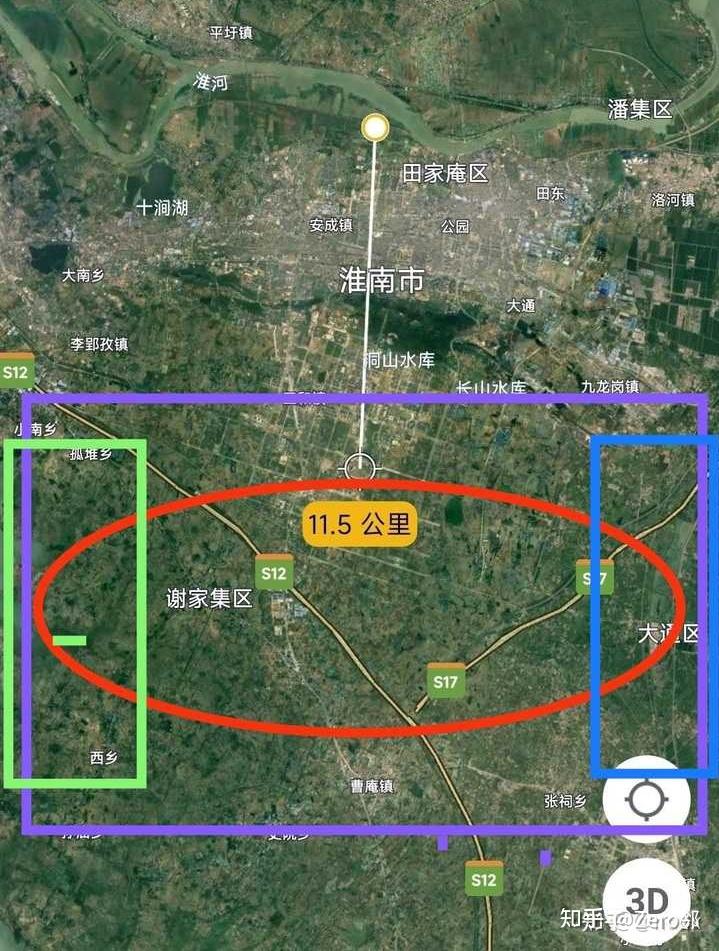 平圩镇
淮河
潘集区
田家庵区
田东
洛河镇
十涧湖
安成镇
公园
大南乡
淮南市
大通
李郢孜镇
洞山水库
S12
长山水库
九龙岗镇
小南乡
孤堆乡
11.5 公里
S12
S17
谢家集区
大通区
S17
西乡
曹庵镇
张祠乡
S12
镇
3D
知乎 @Zero邻